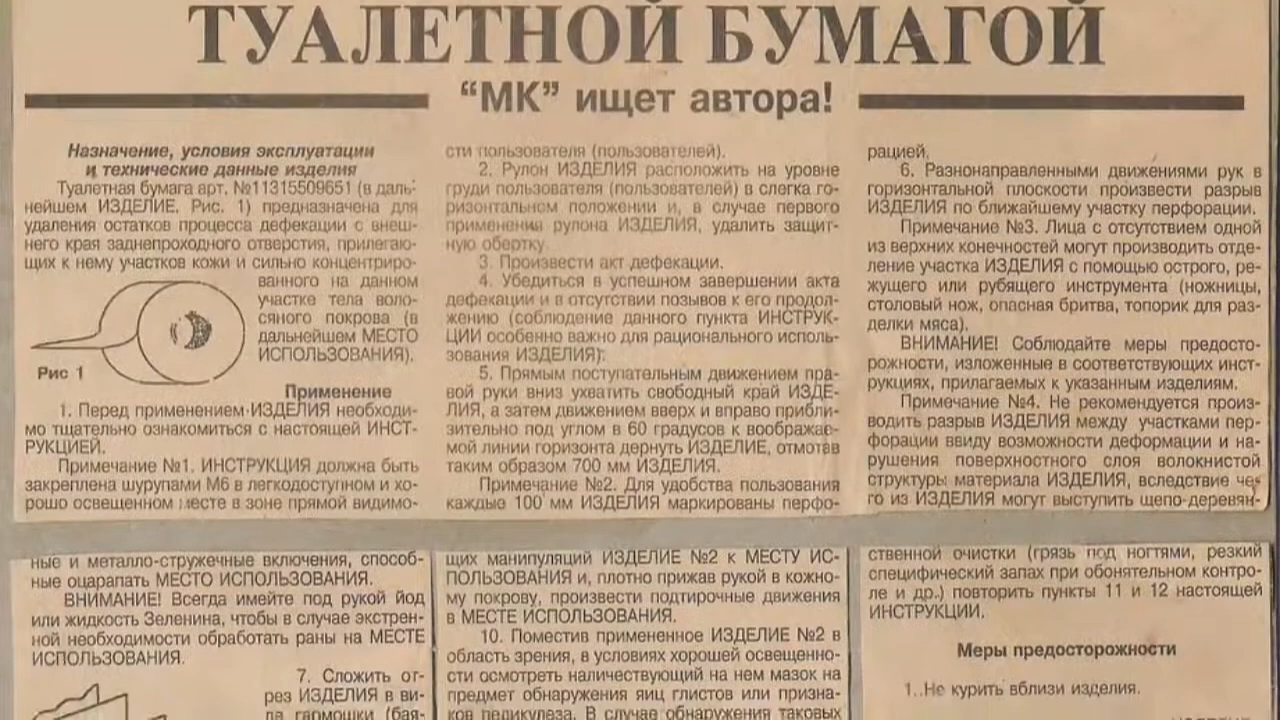 ТУАЛЕТНОЙ БУМАГОЙ
“МК” ищет автора!
Назначение, условия эксплуатации
и технические данные изделия
Туалетная бумага арт. №11315509651 (в даль-
нейшем ИЗДЕЛИЕ. Рис. 1) предназначена для
удаления остатков процесса дефекации с внеш-
него края заднепроходного отверстия, прилегаю-
щих к нему участков кожи и сильно концентриро-
ванного на данном
участке тела воло-
сяного покрова (в
дальнейшем МЕСТО
ИСПОЛЬЗОВАНИЯ).
Рис 1
Применение
1. Перед применением ИЗДЕЛИЯ необходи-
мо тщательно ознакомиться с настоящей ИНСТ-
РУКЦИЕЙ.
Примечание №1. ИНСТРУКЦИЯ должна быть
закреплена шурупами М6 в легкодоступном и хо-
рошо освещенном месте в зоне прямой видимо-
сти пользователя (пользователей).
2. Рулон ИЗДЕЛИЯ расположить на уровне
груди пользователя (пользователей) в слегка го-
ризонтальном положении и, в случае первого
применения рулона ИЗДЕЛИЯ, удалить защит-
ную обертку.
3. Произвести акт дефекации.
4. Убедиться в успешном завершении акта
дефекации и в отсутствии позывов к его продол-
жению (соблюдение данного пункта ИНСТРУК-
ЦИИ особенно важно для рационального исполь-
зования ИЗДЕЛИЯ).
5. Прямым поступательным движением пра-
вой руки вниз ухватить свободный край ИЗДЕ-
ЛИЯ, а затем движением вверх и вправо прибли-
зительно под углом в 60 градусов к воображае-
мой линии горизонта дернуть ИЗДЕЛИЕ, отмотав
таким образом 700 мм ИЗДЕЛИЯ.
Примечание №2. Для удобства пользования
каждые 100 мм ИЗДЕЛИЯ маркированы перфо-
рацией.
6. Разнонаправленными движениями рук в
горизонтальной плоскости произвести разрыв
ИЗДЕЛИЯ по ближайшему участку перфорации.
Примечание №3. Лица с отсутствием одной
из верхних конечностей могут производить отде-
ление участка ИЗДЕЛИЯ с помощью острого, ре-
жущего или рубящего инструмента (ножницы,
столовый нож, опасная бритва, топорик для раз-
делки мяса).
ВНИМАНИЕ! Соблюдайте меры предосто-
рожности, изложенные в соответствующих инст-
рукциях, прилагаемых к указанным изделиям.
Примечание №4. Не рекомендуется произ-
водить разрыв ИЗДЕЛИЯ между участками пер-
форации ввиду возможности деформации и на-
рушения поверхностного слоя волокнистой
структуры материала ИЗДЕЛИЯ, вследствие че-
го из ИЗДЕЛИЯ могут выступить щепо-деревян-
ные и металло-стружечные включения, способ-
ные оцарапать МЕСТО ИСПОЛЬЗОВАНИЯ.
ВНИМАНИЕ! Всегда имейте под рукой йод
или жидкость Зеленина, чтобы в случае экстрен-
ной необходимости обработать раны на МЕСТЕ
ИСПОЛЬЗОВАНИЯ.
7. Сложить от-
рез ИЗДЕЛИЯ в ви-
де гармошки (бая-
щих манипуляций ИЗДЕЛИЕ №2 к МЕСТУ ИС-
ПОЛЬЗОВАНИЯ и, плотно прижав рукой в кожно-
му покрову, произвести подтирочные движения
в МЕСТЕ ИСПОЛЬЗОВАНИЯ.
10. Поместив примененное ИЗДЕЛИЕ №2 в
область зрения, в условиях хорошей освещенно-
сти осмотреть наличествующий на нем мазок на
предмет обнаружения яиц глистов или призна-
ков педикулеза. В случае обнаружения таковых
ственной очистки (грязь под ногтями, резкий
специфический запах при обонятельном контро-
ле и др.) повторить пункты 11 и 12 настоящей
ИНСТРУКЦИИ.
Меры предосторожности
1. Не курить вблизи изделия.